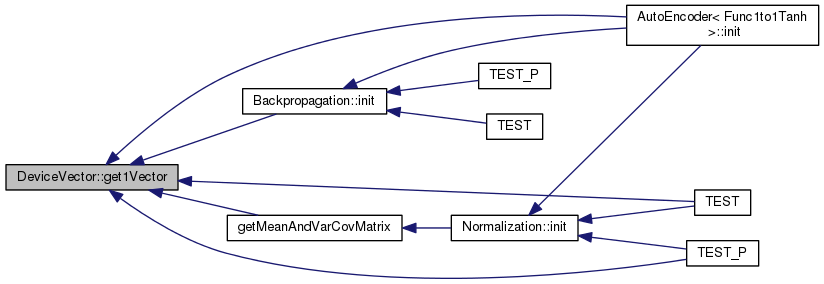 AutoEncoder< Func1to1Tanh
>::init
TEST_P
Backpropagation::init
TEST
DeviceVector::get1Vector
TEST
getMeanAndVarCovMatrix
Normalization::init
TEST_P